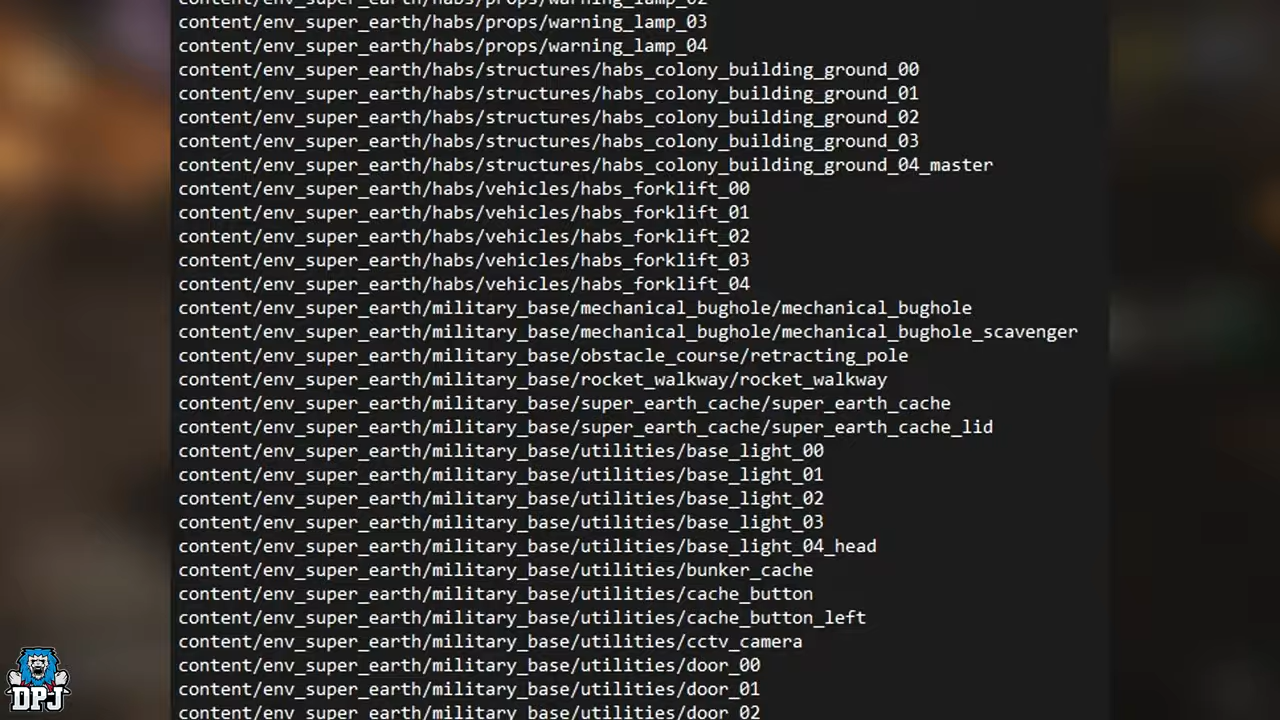 content/env_super_earth/habs/props/warning_lamp_02
content/env_super_earth/habs/props/warning_lamp_03
content/env_super_earth/habs/props/warning_lamp_04
content/env_super_earth/habs/structures/habs_colony_building_ground_00
content/env_super_earth/habs/structures/habs_colony_building_ground_01
content/env_super_earth/habs/structures/habs_colony_building_ground_02
content/env_super_earth/habs/structures/habs_colony_building_ground_03
content/env_super_earth/habs/structures/habs_colony_building_ground_04_master
content/env_super_earth/habs/vehicles/habs_forklift_00
content/env_super_earth/habs/vehicles/habs_forklift_01
content/env_super_earth/habs/vehicles/habs_forklift_02
content/env_super_earth/habs/vehicles/habs_forklift_03
content/env_super_earth/habs/vehicles/habs_forklift_04
content/env_super_earth/military_base/mechanical_bughole/mechanical_bughole
content/env_super_earth/military_base/mechanical_bughole/mechanical_bughole_scavenger
content/env_super_earth/military_base/obstacle_course/retracting_pole
content/env_super_earth/military_base/rocket_walkway/rocket_walkway
content/env_super_earth/military_base/super_earth_cache/super_earth_cache
content/env_super_earth/military_base/super_earth_cache/super_earth_cache_lid
content/env_super_earth/military_base/utilities/base_light_00
content/env_super_earth/military_base/utilities/base_light_01
content/env_super_earth/military_base/utilities/base_light_02
content/env_super_earth/military_base/utilities/base_light_03
content/env_super_earth/military_base/utilities/base_light_04_head
content/env_super_earth/military_base/utilities/bunker_cache
content/env_super_earth/military_base/utilities/cache_button
content/env_super_earth/military_base/utilities/cache_button_left
content/env_super_earth/military_base/utilities/cctv_camera
content/env_super_earth/military_base/utilities/door_00
content/env_super_earth/military_base/utilities/door_01
content/env_super_earth/military_base/utilities/door_02
DPJ